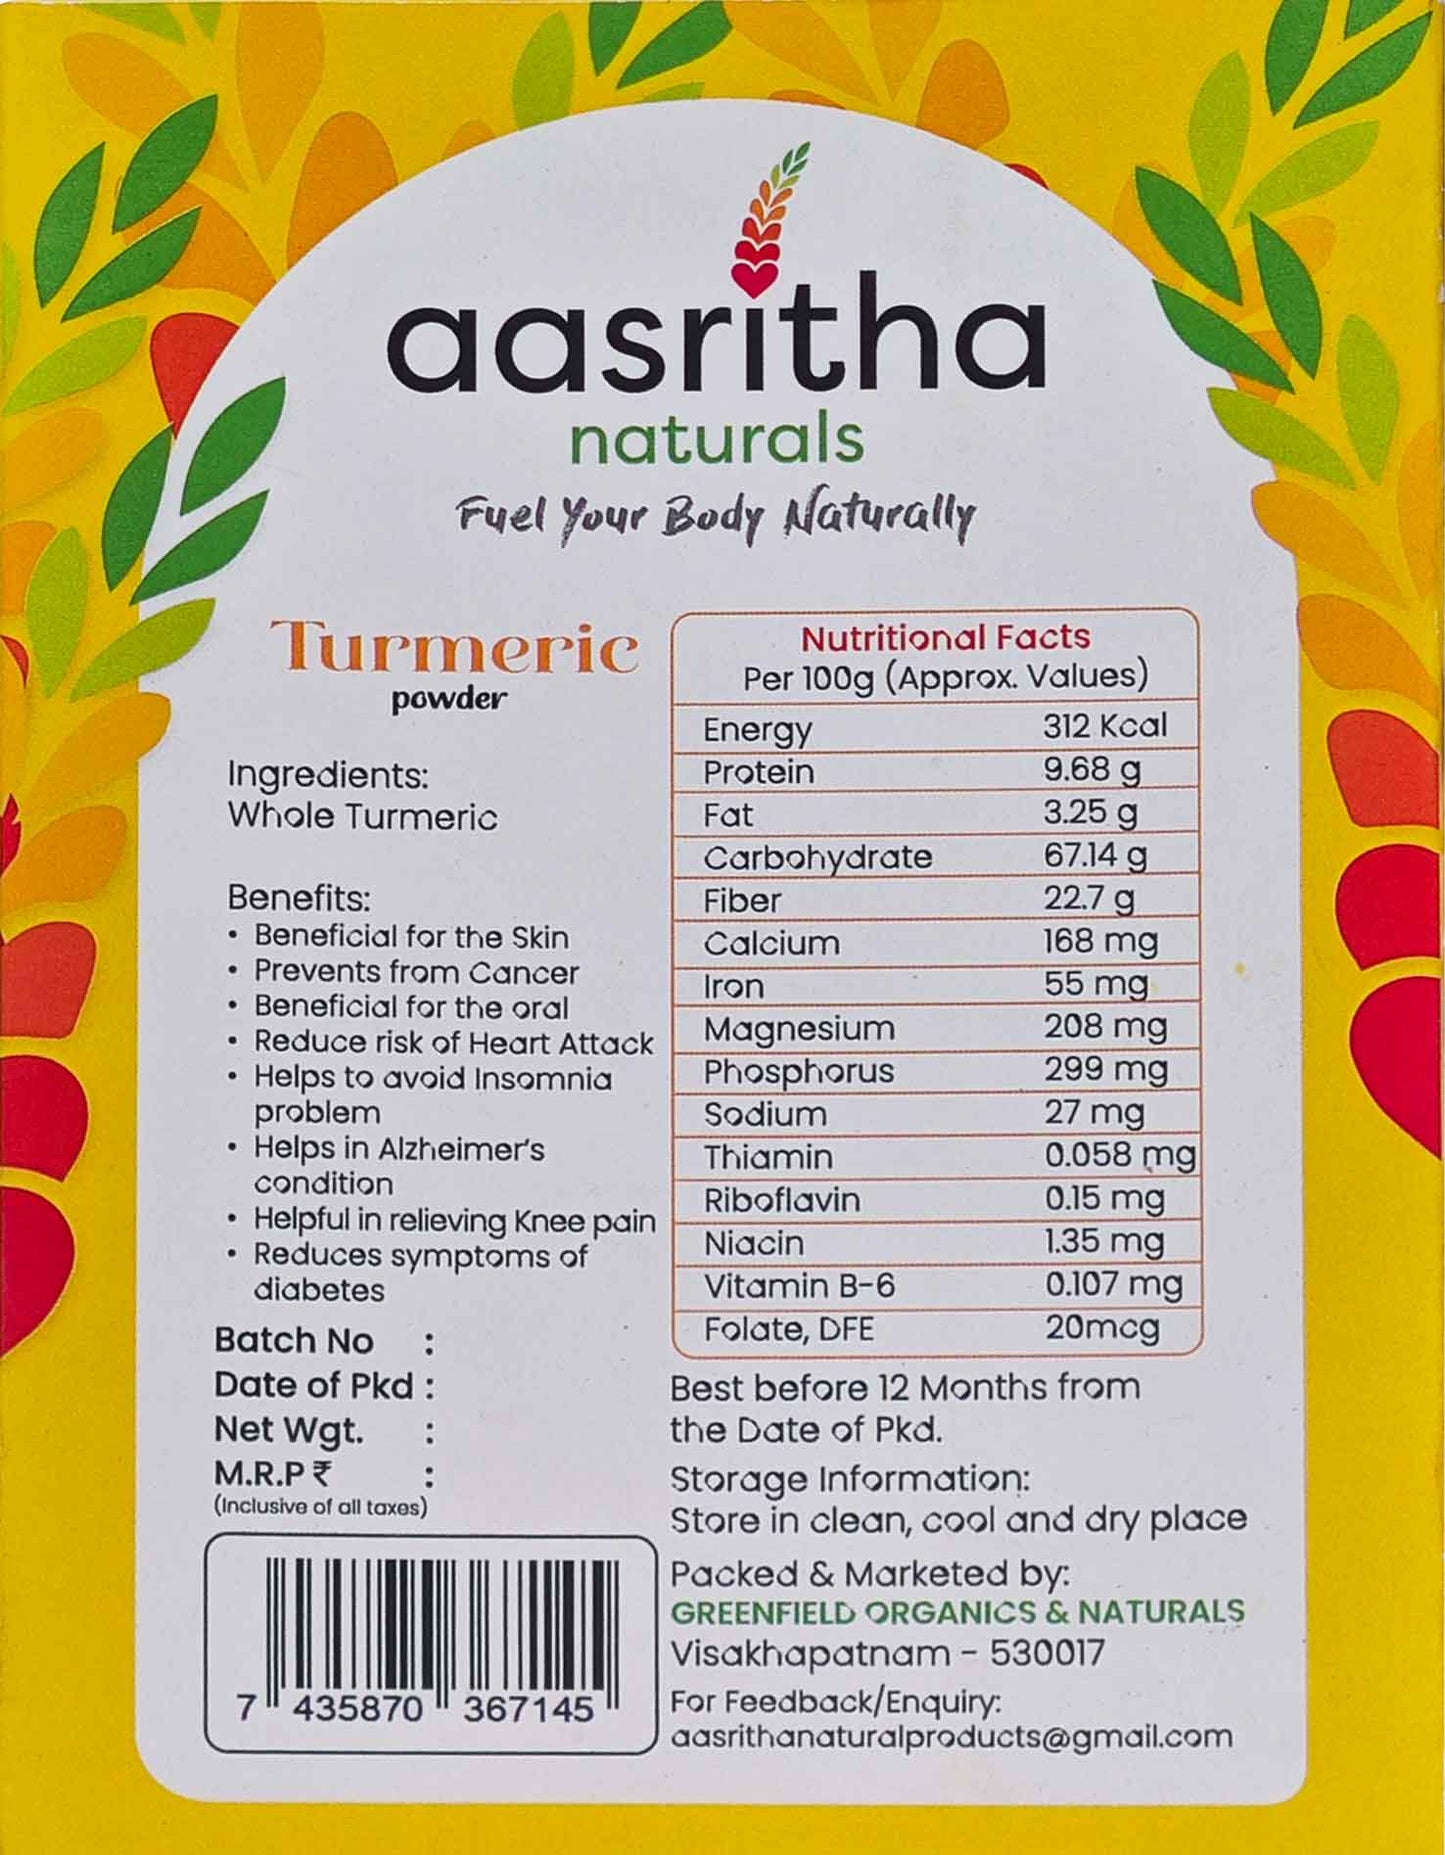 aasritha
naturals
Fuel Your Body Naturally
Turmeric
powder
Ingredients:
Whole Turmeric
Benefits:
• Beneficial for the Skin
• Prevents from Cancer
• Beneficial for the oral
• Reduce risk of Heart Attack
• Helps to avoid Insomnia
problem
• Helps in Alzheimer's
condition
• Helpful in relieving Knee pain
• Reduces symptoms of
diabetes
Batch No :
Date of Pkd :
Net Wgt. :
M.R.P ₹ :
(Inclusive of all taxes)
7 435870 367145
Nutritional Facts
Per 100g (Approx. Values)
Energy 312 Kcal
Protein 9.68 g
Fat 3.25 g
Carbohydrate 67.14 g
Fiber 22.7 g
Calcium 168 mg
Iron 55 mg
Magnesium 208 mg
Phosphorus 299 mg
Sodium 27 mg
Thiamin 0.058 mg
Riboflavin 0.15 mg
Niacin 1.35 mg
Vitamin B-6 0.107 mg
Folate, DFE 20mcg
Best before 12 Months from
the Date of Pkd.
Storage Information:
Store in clean, cool and dry place
Packed & Marketed by:
GREENFIELD ORGANICS & NATURALS
Visakhapatnam - 530017
For Feedback/Enquiry:
aasrithanaturalproducts@gmail.com